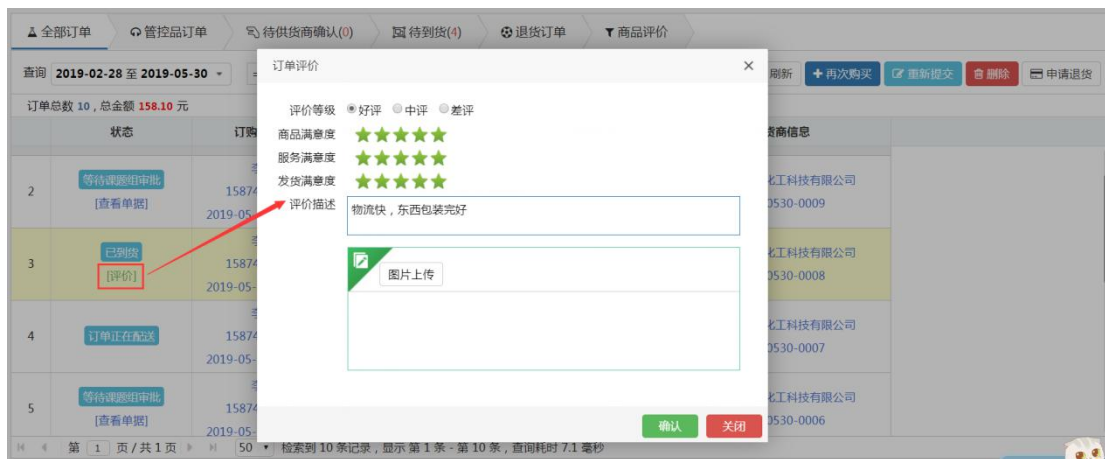 全部订单 管控品订单 待供货商确认(0) 待到货(4) 退货订单 商品评价
查询 2019-02-28 至 2019-05-30 刷新 再次购买 重新提交 删除 申请退货
订单总数 10 , 总金额 158.10 元
状态 订购 货商信息
2 等待课题组审批 15874 化工科技有限公司
[查看单据] 2019-05- 0530-0009
3 已到货 15874 化工科技有限公司
[评价] 2019-05- 0530-0008
4 订单正在配送 15874 化工科技有限公司
2019-05- 0530-0007
5 等待课题组审批 15874 化工科技有限公司
[查看单据] 2019-05- 0530-0006
第 1 页 / 共 1 页 50 检索到 10 条记录 , 显示 第 1 条 - 第 10 条 , 查询耗时 7.1 毫秒
订单评价
评价等级 好评 中评 差评
商品满意度
服务满意度
发货满意度
评价描述 物流快 , 东西包装完好
图片上传
确认 关闭